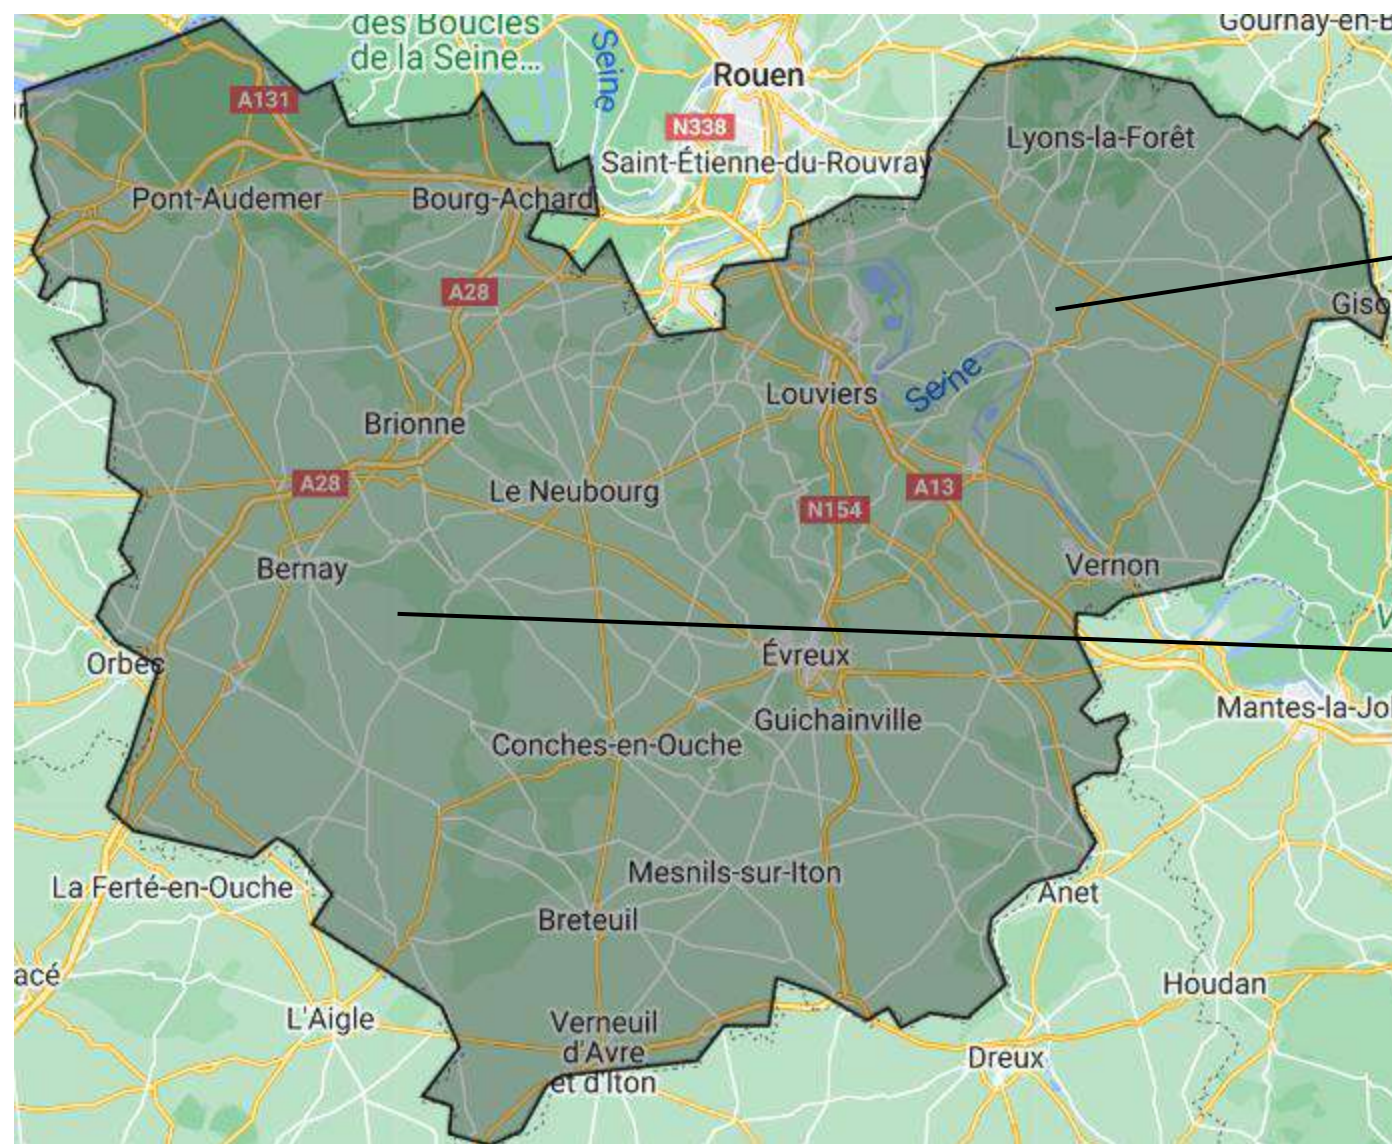 des Boucles
de la Seine...
Seine
Gournay-en-B
Rouen
A131
N338
Lyons-la-Forêt
Saint-Étienne-du-Rouvray
Pont-Audemer
Bourg-Achard
A28
Giso
Louviers
Seine
Brionne
A28
Le Neubourg
N154
A13
Bernay
Vernon
Évreux
Orbec
Mantes-la-Jol
Guichainville
Conches-en-Ouche
Mesnils-sur-Iton
La Ferté-en-Ouche
Anet
Breteuil
acé
Houdan
L'Aigle
Verneuil
d'Avre
et d'Iton
Dreux